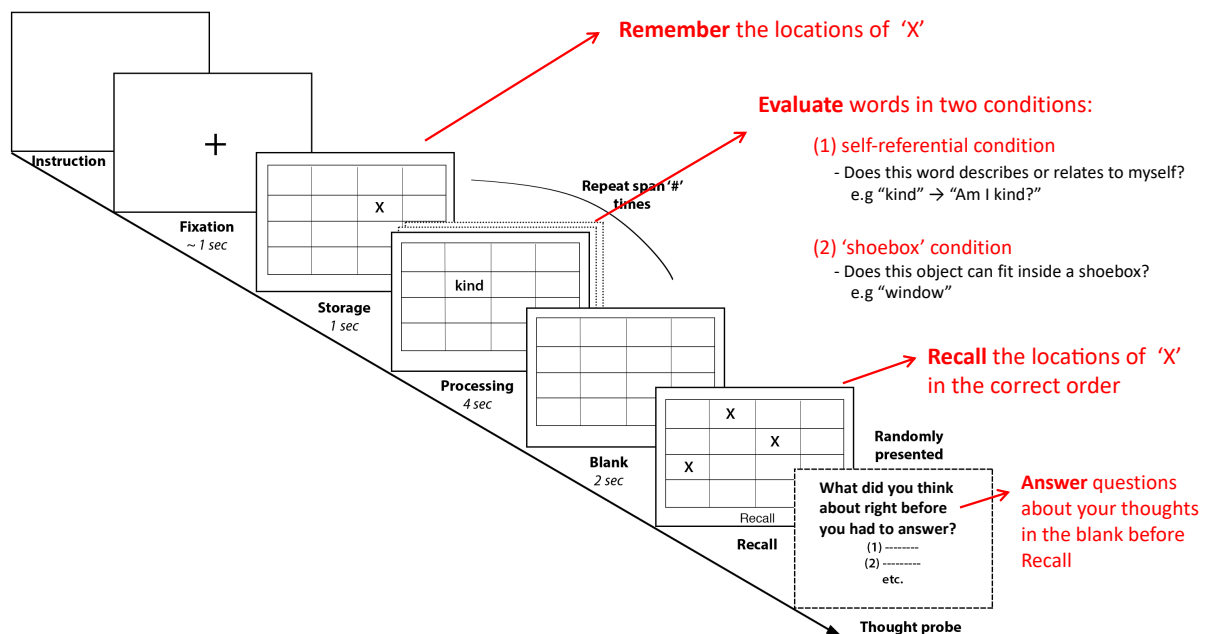 Remember the locations of ‘X’
Evaluate words in two conditions:
(1) self-referential condition
- Does this word describes or relates to myself?
e.g “kind” → “Am I kind?”
(2) ‘shoebox’ condition
- Does this object can fit inside a shoebox?
e.g “window”
Instruction
+
Fixation
~ 1 sec
X
Storage
1 sec
Repeat span ‘#’
times
kind
Processing
4 sec
Blank
2 sec
Recall the locations of ‘X’
in the correct order
X
X
X
Recall
Recall
Randomly
presented
What did you think
about right before
you had to answer?
(1) --------
(2) ---------
etc.
Answer questions
about your thoughts
in the blank before
Recall
Thought probe